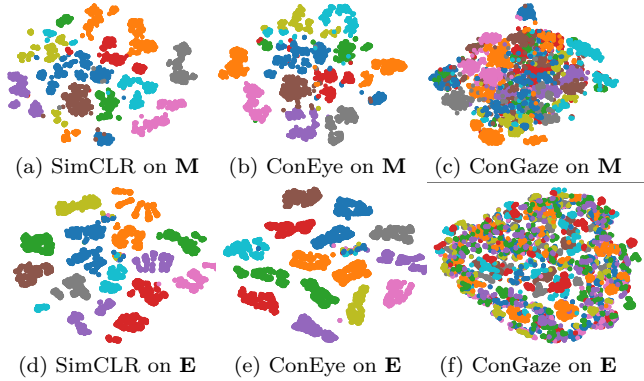 (a) SimCLR on M
(b) ConEye on M
(c) ConGaze on M
(d) SimCLR on E
(e) ConEye on E
(f) ConGaze on E